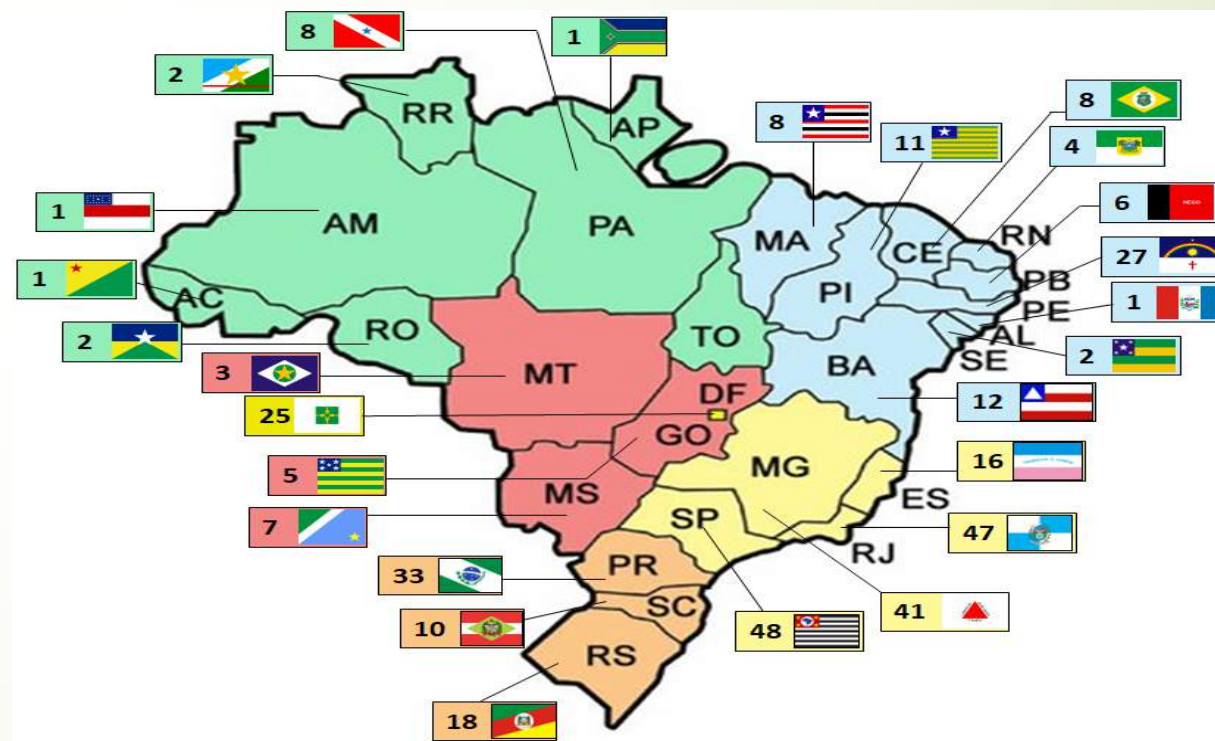 8
1
2
RR
AP
8
8
11
4
1
AM
PA
MA
CE
RN
6
NEGO
PB
27
1
AC
PI
PE
1
2
RO
TO
AL
SE
2
3
MT
BA
DF
12
25
GO
5
MS
MG
16
ES
7
SP
RJ
47
33
PR
41
10
SC
48
RS
18